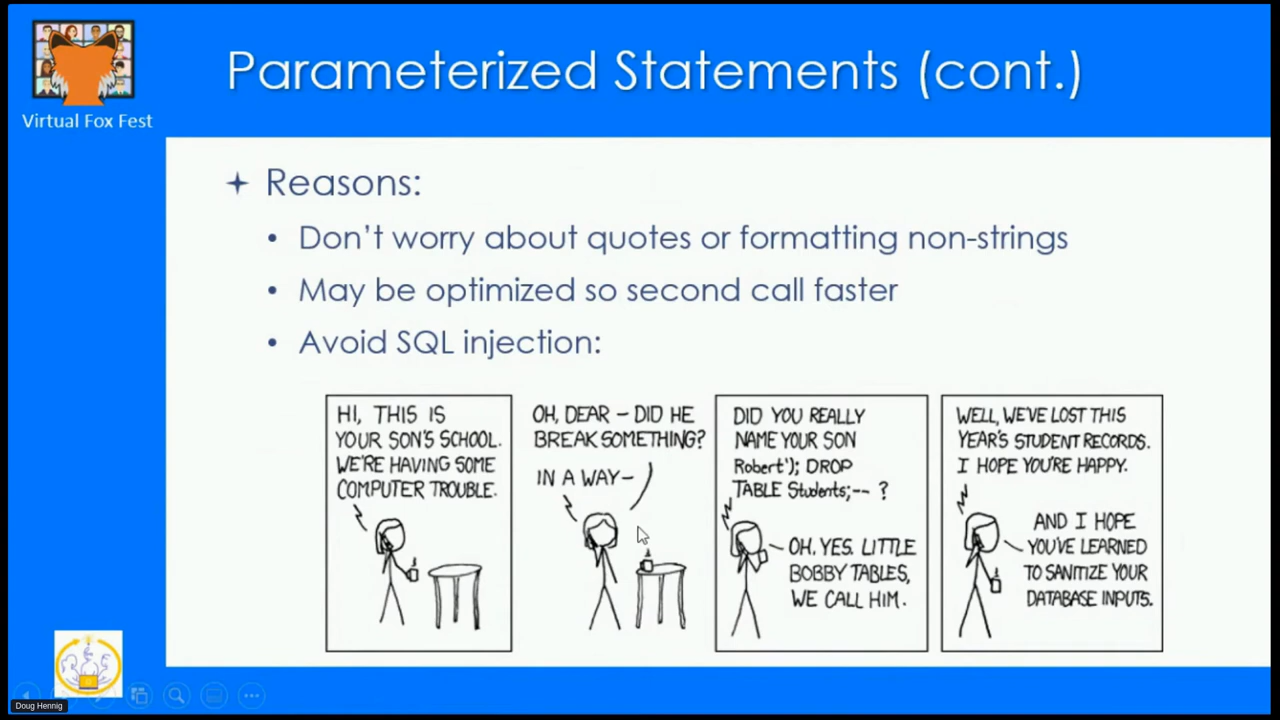 Parameterized Statements (cont.)
Virtual Fox Fest
Reasons:
Don't worry about quotes or formatting non-strings
May be optimized so second call faster
Avoid SQL injection:
HI, THIS IS
YOUR SON'S SCHOOL.
WE'RE HAVING SOME
COMPUTER TROUBLE.
OH, DEAR – DID HE
BREAK SOMETHING?
IN A WAY–
DID YOU REALLY
NAME YOUR SON
Robert'); DROP
TABLE Students;-- ?
OH, YES. LITTLE
BOBBY TABLES,
WE CALL HIM.
WELL, WE'VE LOST THIS
YEAR'S STUDENT RECORDS.
I HOPE YOU'RE HAPPY.
AND I HOPE
YOU'VE LEARNED
TO SANITIZE YOUR
DATABASE INPUTS.
Doug Hennig